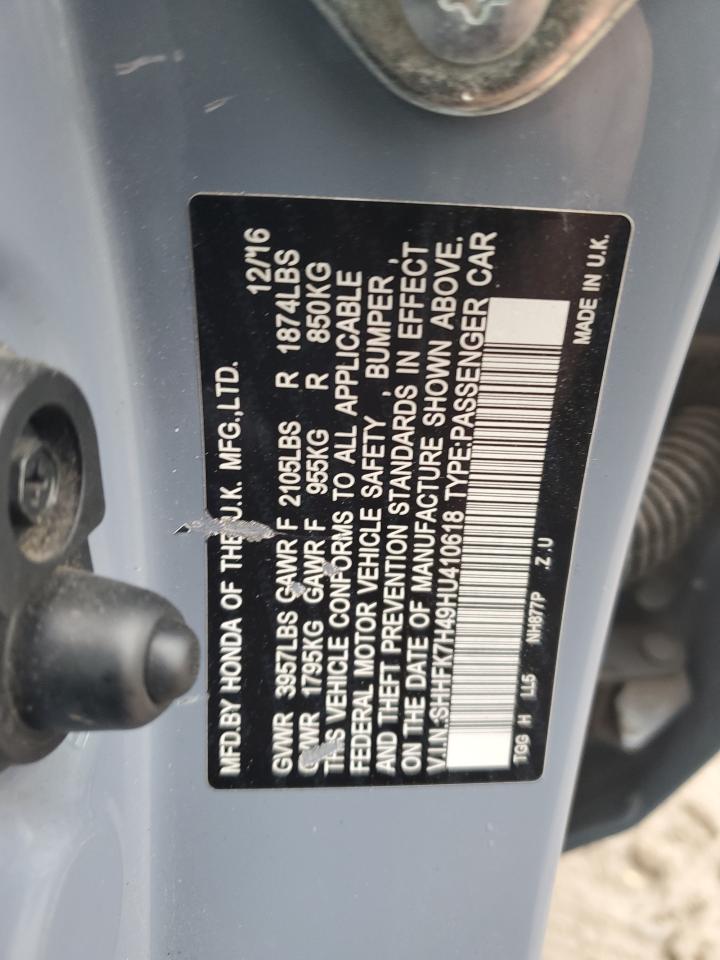 MFD.BY HONDA OF THE U.K. MFG.,LTD. 12/'16
GVWR 3957LBS GAWR F 2105LBS R 1874LBS
GVWR 1795KG GAWR F 955KG R 850KG
THIS VEHICLE CONFORMS TO ALL APPLICABLE
FEDERAL MOTOR VEHICLE SAFETY , BUMPER ,
AND THEFT PREVENTION STANDARDS IN EFFECT
ON THE DATE OF MANUFACTURE SHOWN ABOVE.
V.I.N.:SHHFK7H49HU410618 TYPE:PASSENGER CAR
TGG H LL5 NH877P .Z .U
MADE IN U.K.